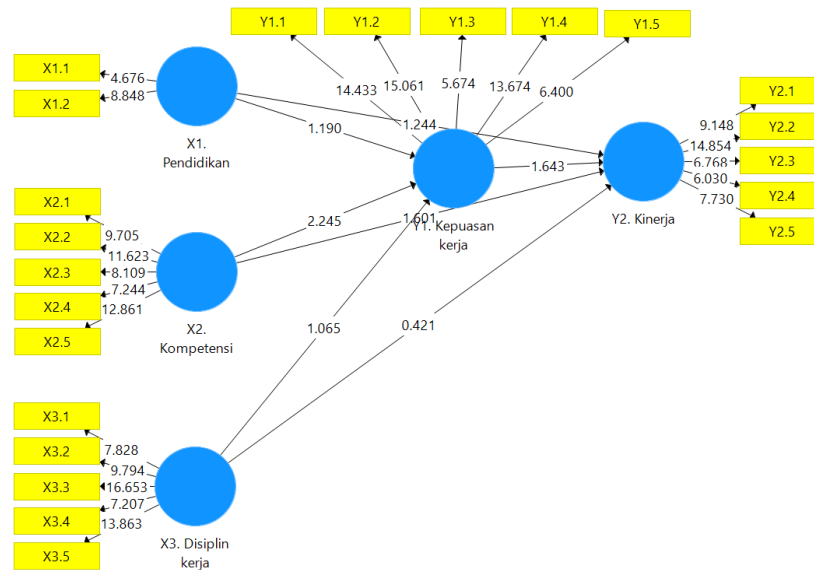 Y1.1
Y1.2
Y1.3
Y1.4
Y1.5
X1.1
X1.2
4.676
8.848
14.433
15.061
5.674
13.674
6.400
X1.
Pendidikan
1.190
1.244
1.643
Y2.1
Y2.2
Y2.3
Y2.4
Y2.5
9.148
14.854
6.768
6.030
7.730
Y2. Kinerja
Y1. Kepuasan
kerja
X2.1
X2.2
X2.3
X2.4
X2.5
9.705
11.623
8.109
7.244
12.861
X2.
Kompetensi
2.245
1.601
1.065
0.421
X3.1
X3.2
X3.3
X3.4
X3.5
7.828
9.794
16.653
7.207
13.863
X3. Disiplin
kerja